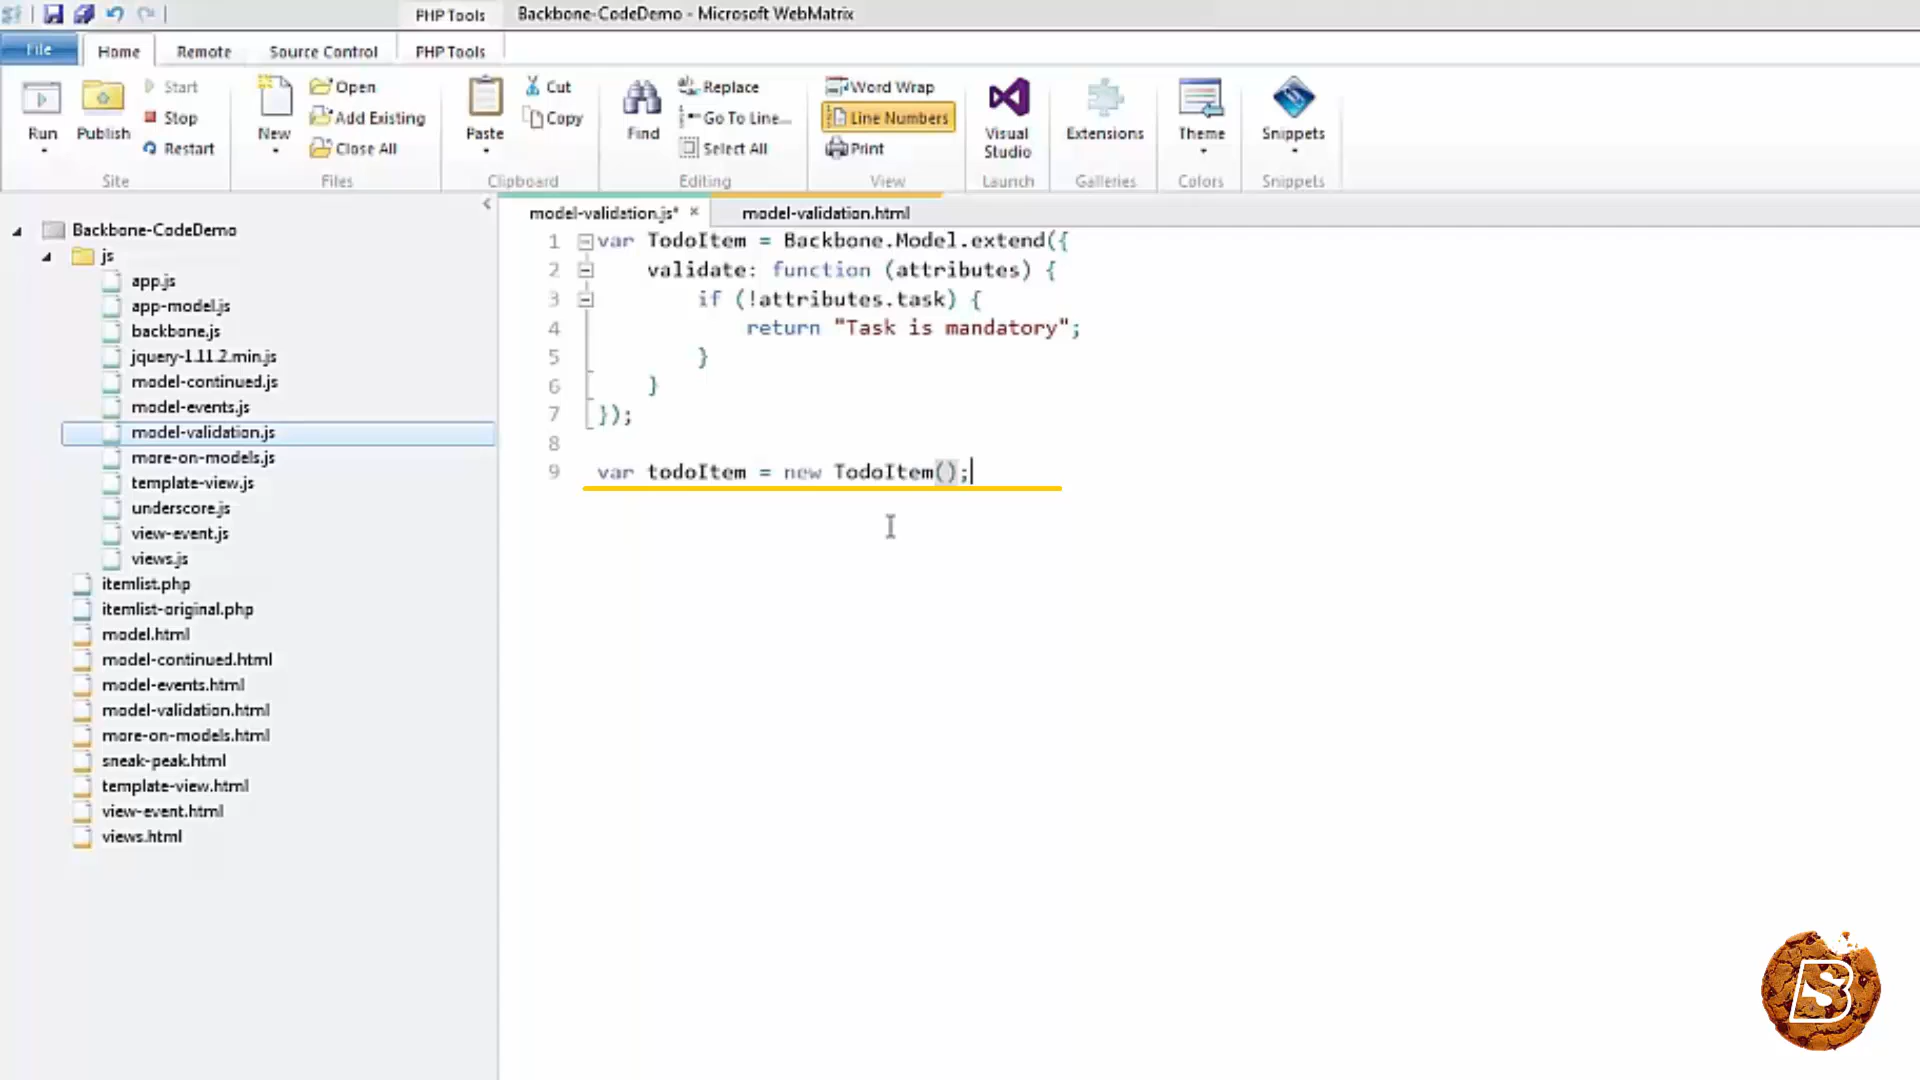 PHP Tools Backbone-CodeDemo - Microsoft WebMatrix
File Home Remote Source Control PHP Tools
Start Open Cut Replace Word Wrap
Stop Add Existing Copy Go To Line... Line Numbers
Run Publish New Paste Find Visual Studio Extensions Theme Snippets
Restart Close All Select All Print
Site Files Clipboard Editing View Launch Galleries Colors Snippets
model-validation.js* × model-validation.html
Backbone-CodeDemo
js
app.js
app-model.js
backbone.js
jquery-1.11.2.min.js
model-continued.js
model-events.js
model-validation.js
more-on-models.js
template-view.js
underscore.js
view-event.js
views.js
itemlist.php
itemlist-original.php
model.html
model-continued.html
model-events.html
model-validation.html
more-on-models.html
sneak-peak.html
template-view.html
view-event.html
views.html
1 var TodoItem = Backbone.Model.extend({
2 validate: function (attributes) {
3 if (!attributes.task) {
4 return "Task is mandatory";
5 }
6 }
7 });
8
9 var todoItem = new TodoItem();
BS